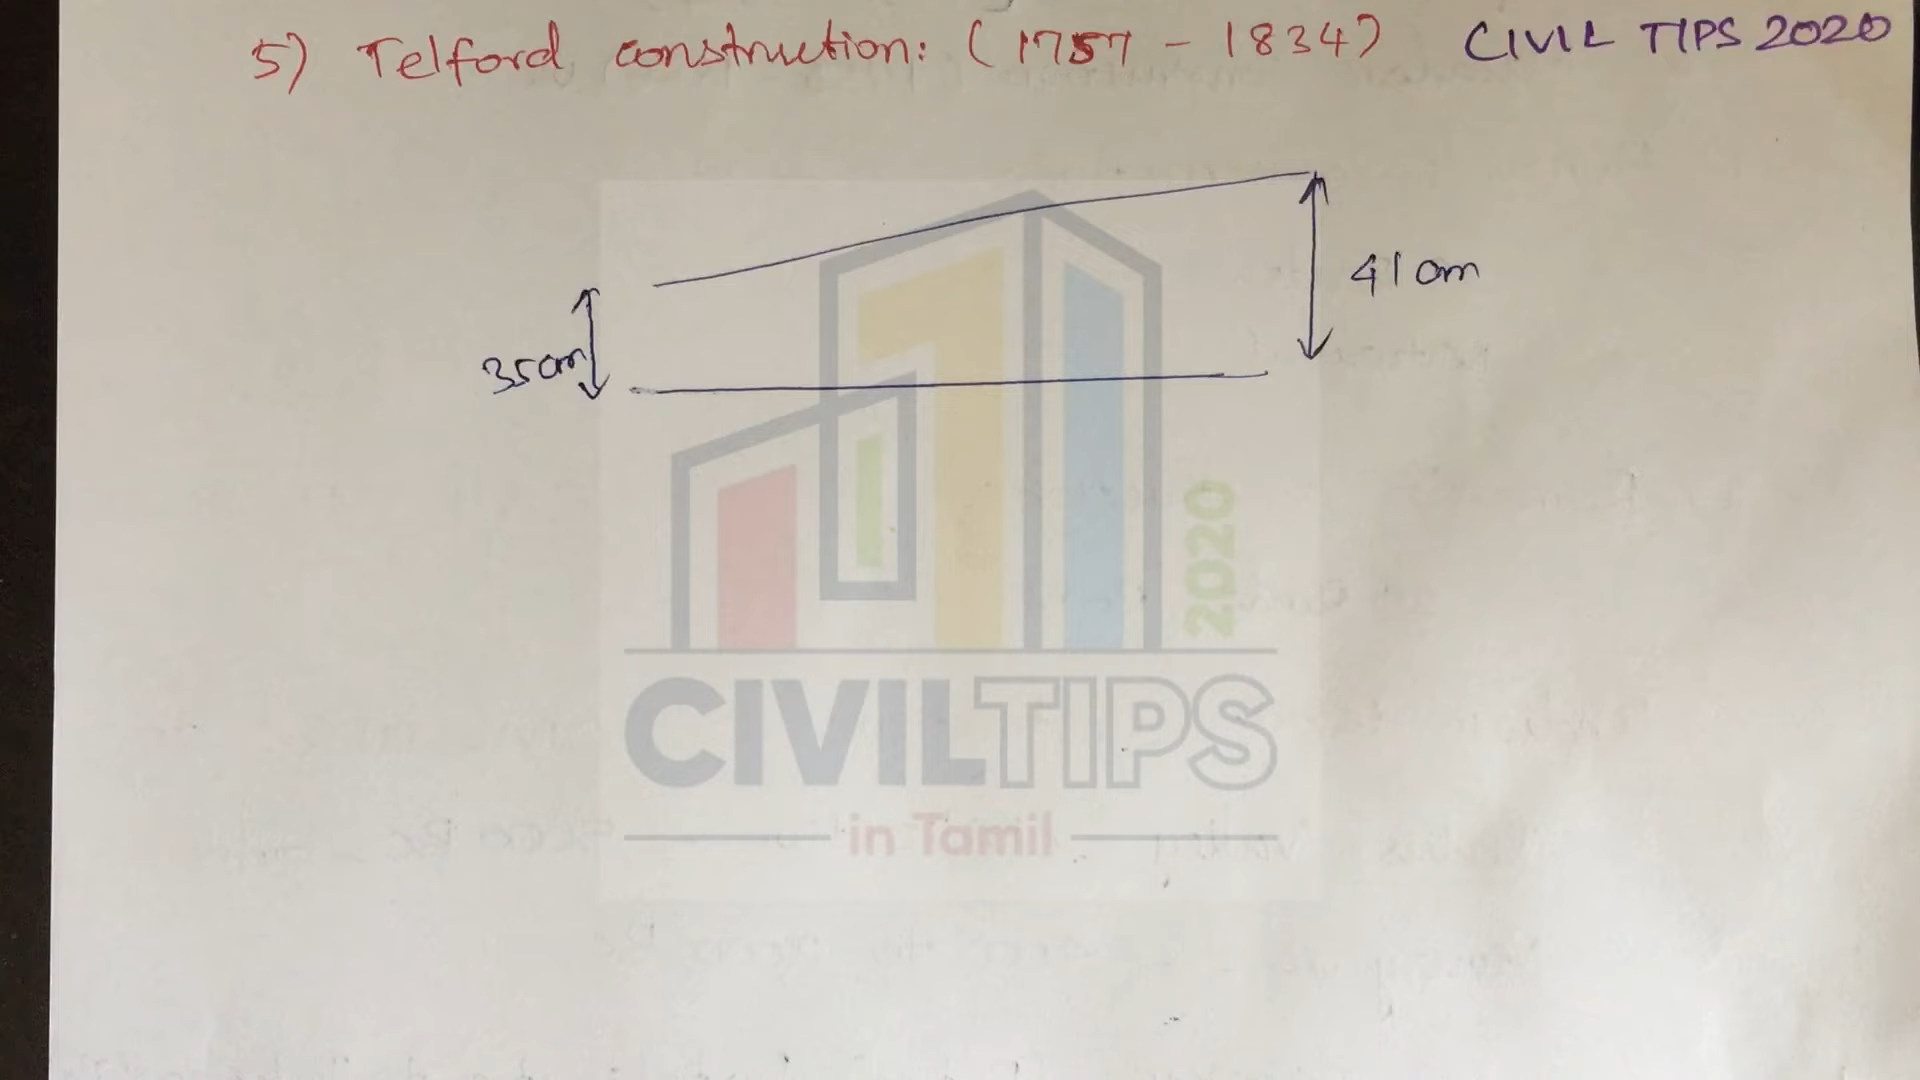 5) Telford construction: (1757 - 1834) CIVIL TIPS 2020
41cm
35cm
2020
CIVILTIPS
in Tamil